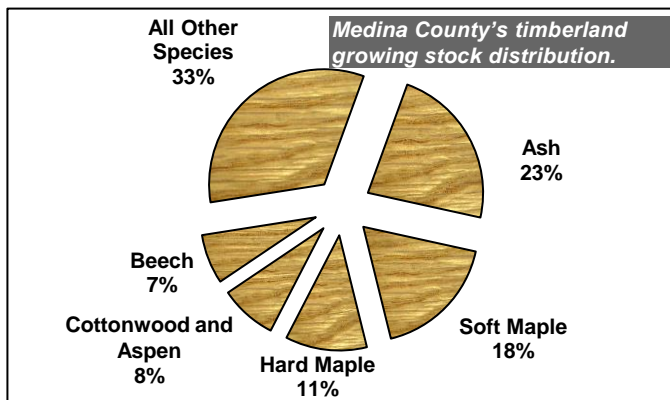 Medina County's timberland
growing stock distribution.
All Other
Species
33%
Ash
23%
Soft Maple
18%
Hard Maple
11%
Cottonwood and
Aspen
8%
Beech
7%